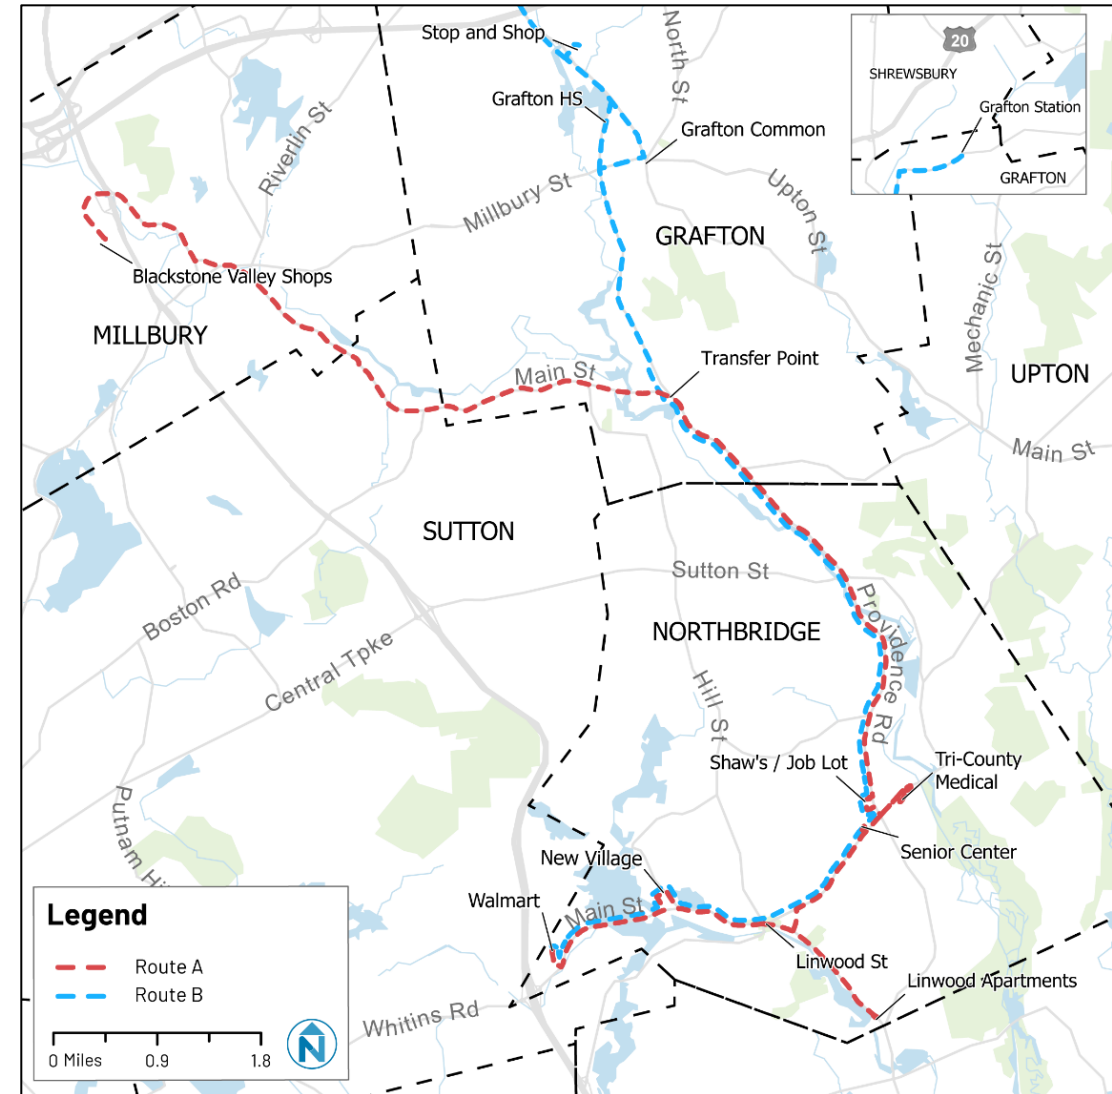 Stop and Shop
North St
20
SHREWSBURY
Grafton Station
GRAFTON
Grafton HS
Grafton Common
Riverlin St
Millbury St
Upton St
GRAFTON
Mechanic St
Blackstone Valley Shops
MILLBURY
Transfer Point
Main St
UPTON
Main St
SUTTON
Sutton St
Boston Rd
Providence Rd
NORTHBRIDGE
Central Tpke
Hill St
Shaw's / Job Lot
Tri-County
Medical
Putnam Hi
Senior Center
New Village
Walmart
Main St
Linwood St
Linwood Apartments
Whitins Rd
Legend
Route A
Route B
0 Miles 0.9 1.8
N